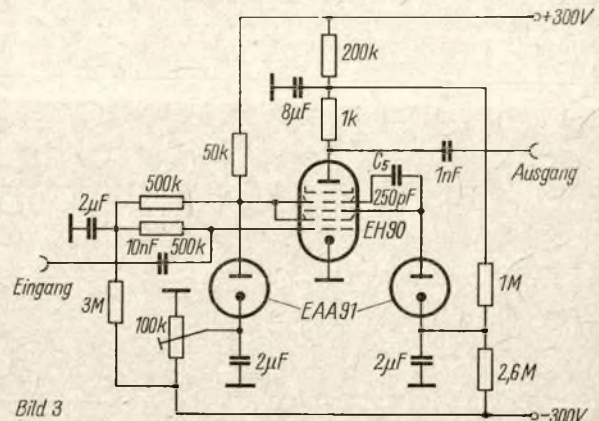 +300V
200k
8µF
1k
50k
C5
250pF
1nF
Ausgang
500k
EH90
2µF
10nF
500k
Eingang
3M
EAA91
1M
100k
2µF
2µF
2,6M
Bild 3
-300V